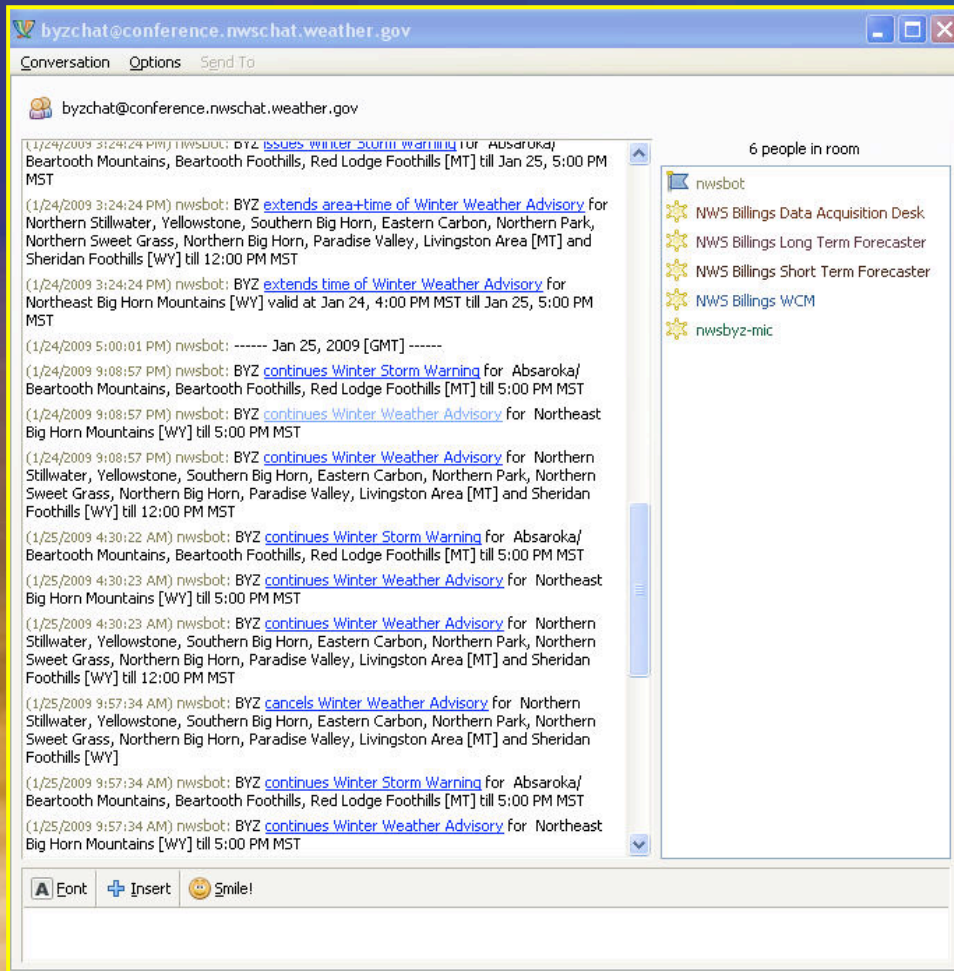 byzchat@conference.nwschat.weather.gov
Conversation Options Send To
byzchat@conference.nwschat.weather.gov
(1/24/2009 3:24:24 PM) nwsbot: BYZ issues Winter Storm Warning for Absaroka/
Beartooth Mountains, Beartooth Foothills, Red Lodge Foothills [MT] till Jan 25, 5:00 PM
MST
(1/24/2009 3:24:24 PM) nwsbot: BYZ extends area+time of Winter Weather Advisory for
Northern Stillwater, Yellowstone, Southern Big Horn, Eastern Carbon, Northern Park,
Northern Sweet Grass, Northern Big Horn, Paradise Valley, Livingston Area [MT] and
Sheridan Foothills [WY] till 12:00 PM MST
(1/24/2009 3:24:24 PM) nwsbot: BYZ extends time of Winter Weather Advisory for
Northeast Big Horn Mountains [WY] valid at Jan 24, 4:00 PM MST till Jan 25, 5:00 PM
MST
(1/24/2009 5:00:01 PM) nwsbot: ------ Jan 25, 2009 [GMT] ------
(1/24/2009 9:08:57 PM) nwsbot: BYZ continues Winter Storm Warning for Absaroka/
Beartooth Mountains, Beartooth Foothills, Red Lodge Foothills [MT] till 5:00 PM MST
(1/24/2009 9:08:57 PM) nwsbot: BYZ continues Winter Weather Advisory for Northeast
Big Horn Mountains [WY] till 5:00 PM MST
(1/24/2009 9:08:57 PM) nwsbot: BYZ continues Winter Weather Advisory for Northern
Stillwater, Yellowstone, Southern Big Horn, Eastern Carbon, Northern Park, Northern
Sweet Grass, Northern Big Horn, Paradise Valley, Livingston Area [MT] and Sheridan
Foothills [WY] till 12:00 PM MST
(1/25/2009 4:30:22 AM) nwsbot: BYZ continues Winter Storm Warning for Absaroka/
Beartooth Mountains, Beartooth Foothills, Red Lodge Foothills [MT] till 5:00 PM MST
(1/25/2009 4:30:23 AM) nwsbot: BYZ continues Winter Weather Advisory for Northeast
Big Horn Mountains [WY] till 5:00 PM MST
(1/25/2009 4:30:23 AM) nwsbot: BYZ continues Winter Weather Advisory for Northern
Stillwater, Yellowstone, Southern Big Horn, Eastern Carbon, Northern Park, Northern
Sweet Grass, Northern Big Horn, Paradise Valley, Livingston Area [MT] and Sheridan
Foothills [WY] till 12:00 PM MST
(1/25/2009 9:57:34 AM) nwsbot: BYZ cancels Winter Weather Advisory for Northern
Stillwater, Yellowstone, Southern Big Horn, Eastern Carbon, Northern Park, Northern
Sweet Grass, Northern Big Horn, Paradise Valley, Livingston Area [MT] and Sheridan
Foothills [WY]
(1/25/2009 9:57:34 AM) nwsbot: BYZ continues Winter Storm Warning for Absaroka/
Beartooth Mountains, Beartooth Foothills, Red Lodge Foothills [MT] till 5:00 PM MST
(1/25/2009 9:57:34 AM) nwsbot: BYZ continues Winter Weather Advisory for Northeast
Big Horn Mountains [WY] till 5:00 PM MST
6 people in room
nwsbot
NWS Billings Data Acquisition Desk
NWS Billings Long Term Forecaster
NWS Billings Short Term Forecaster
NWS Billings WCM
nwsbyz-mic
A Font Insert Smile!